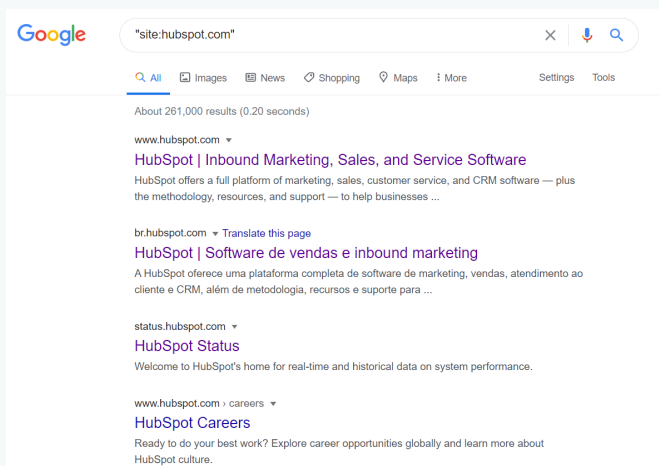 Google
"site:hubspot.com"
All Images News Shopping Maps More Settings Tools
About 261,000 results (0.20 seconds)
www.hubspot.com
HubSpot | Inbound Marketing, Sales, and Service Software
HubSpot offers a full platform of marketing, sales, customer service, and CRM software — plus
the methodology, resources, and support — to help businesses ...
br.hubspot.com Translate this page
HubSpot | Software de vendas e inbound marketing
A HubSpot oferece uma plataforma completa de software de marketing, vendas, atendimento ao
cliente e CRM, além de metodologia, recursos e suporte para ...
status.hubspot.com
HubSpot Status
Welcome to HubSpot's home for real-time and historical data on system performance.
www.hubspot.com › careers
HubSpot Careers
Ready to do your best work? Explore career opportunities globally and learn more about
HubSpot culture.